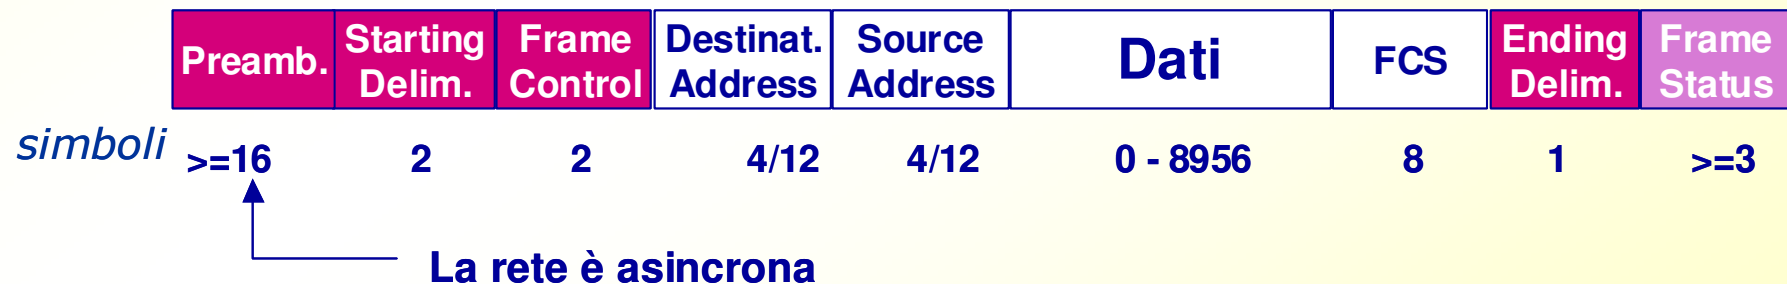 Preamb. Starting Delim. Frame Control Destinat. Address Source Address Dati FCS Ending Delim. Frame Status
simboli >=16 2 2 4/12 4/12 0 - 8956 8 1 >=3
La rete è asincrona